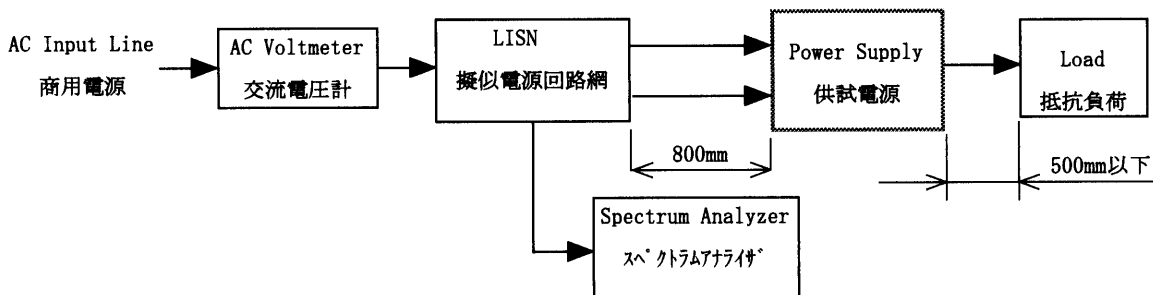 AC Input Line
商用電源
AC Voltmeter
交流電圧計
LISN
擬似電源回路網
Power Supply
供試電源
Load
抵抗負荷
800mm
500mm以下
Spectrum Analyzer
ｽﾍﾟｸﾄﾗﾑｱﾅﾗｲｻﾞ